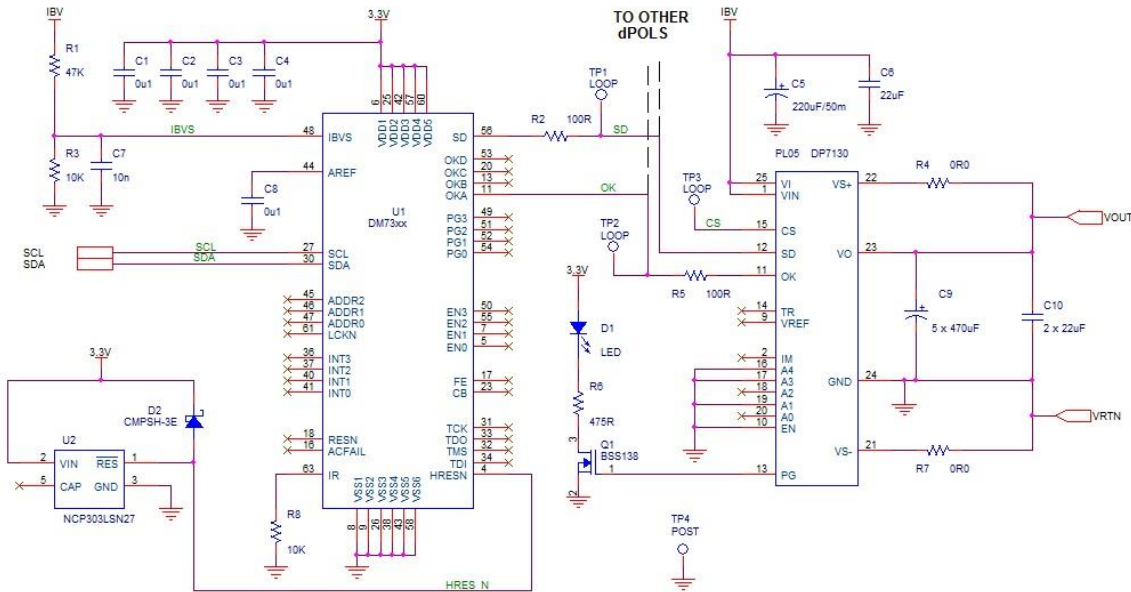 IBV
3.3V
TO OTHER
dPOLS
IBV
R1
47K
C1
0u1
C2
0u1
C3
0u1
C4
0u1
TP1
LOOP
C5
220uF/50m
C6
22uF
6
25
42
57
60
VDD1
VDD2
VDD3
VDD4
VDD5
IBVS
48
IBVS
SD
56
R2
100R
SD
R3
10K
C7
10n
44
AREF
C8
0u1
U1
DM73xx
OKD
53
OKC
20
OKB
13
OKA
11
OK
PG3
49
PG2
51
PG1
52
PG0
54
TP3
LOOP
TP2
LOOP
CS
PL05
DP7130
25
VI
1
VIN
VS+
22
R4
0R0
VOUT
15
CS
12
SD
VO
23
11
OK
R5
100R
SCL
SDA
SCL
SDA
27
SCL
30
SDA
3.3V
45
ADDR2
46
ADDR1
47
ADDR0
61
LCKN
EN3
50
EN2
55
EN1
7
EN0
5
D1
LED
14
TR
9
VREF
C9
5 x 470uF
C10
2 x 22uF
36
INT3
37
INT2
40
INT1
41
INT0
FE
17
CB
23
R6
475R
2
IM
16
A4
17
A3
18
A2
19
A1
20
A0
10
EN
GND
24
VRTN
3.3V
D2
CMPSH-3E
18
RESN
16
ACFAIL
TCK
31
TDO
33
TMS
32
TDI
34
HRESN
4
3
Q1
BSS138
1
2
VS-
21
R7
0R0
13
PG
U2
2
VIN
RES
1
5
CAP
GND
3
NCP303LSN27
63
IR
R8
10K
VSS1
VSS2
VSS3
VSS4
VSS5
VSS6
8
9
26
38
43
58
TP4
POST
HRES N